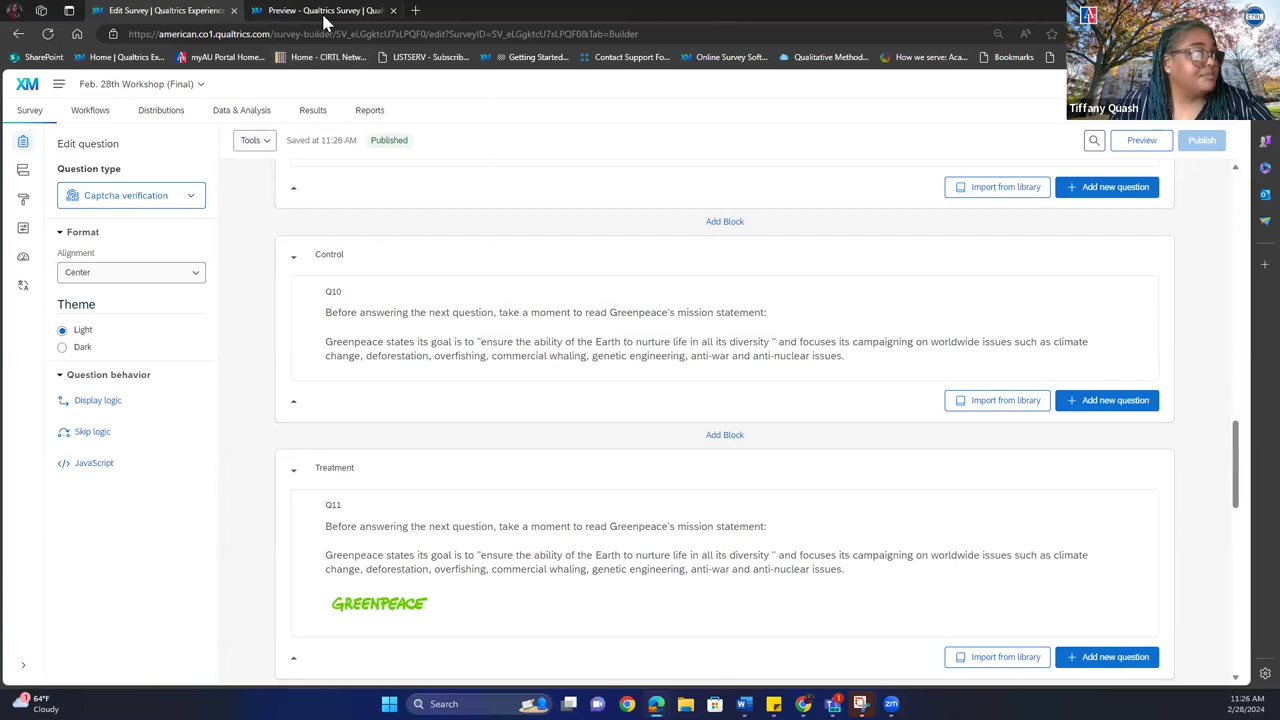 Edit Survey | Qualtrics Experience
Preview - Qualtrics Survey | Qua
https://american.co1.qualtrics.com/survey-builder/SV_eLGgktcU7sLPQF0/edit?SurveyID=SV_eLGgktcU7sLPQF0&Tab=Builder
SharePoint
Home | Qualtrics Ex...
myAU Portal Home...
Home - CIRTL Netw...
LISTSERV - Subscrib...
Getting Started...
Contact Support Fo...
Online Survey Soft...
Qualitative Method...
How we serve: Acad...
Bookmarks
CTRL
Tiffany Quash
XM
Feb. 28th Workshop (Final)
Survey
Workflows
Distributions
Data & Analysis
Results
Reports
Edit question
Tools
Saved at 11:26 AM
Published
Preview
Publish
Question type
Captcha verification
Format
Alignment
Center
Theme
Light
Dark
Question behavior
Display logic
Skip logic
JavaScript
Import from library
Add new question
Add Block
Control
Q10
Before answering the next question, take a moment to read Greenpeace's mission statement:
Greenpeace states its goal is to "ensure the ability of the Earth to nurture life in all its diversity " and focuses its campaigning on worldwide issues such as climate
change, deforestation, overfishing, commercial whaling, genetic engineering, anti-war and anti-nuclear issues.
Import from library
Add new question
Add Block
Treatment
Q11
Before answering the next question, take a moment to read Greenpeace's mission statement:
Greenpeace states its goal is to "ensure the ability of the Earth to nurture life in all its diversity " and focuses its campaigning on worldwide issues such as climate
change, deforestation, overfishing, commercial whaling, genetic engineering, anti-war and anti-nuclear issues.
GREENPEACE
Import from library
Add new question
64°F
Cloudy
Search
11:26 AM
2/28/2024